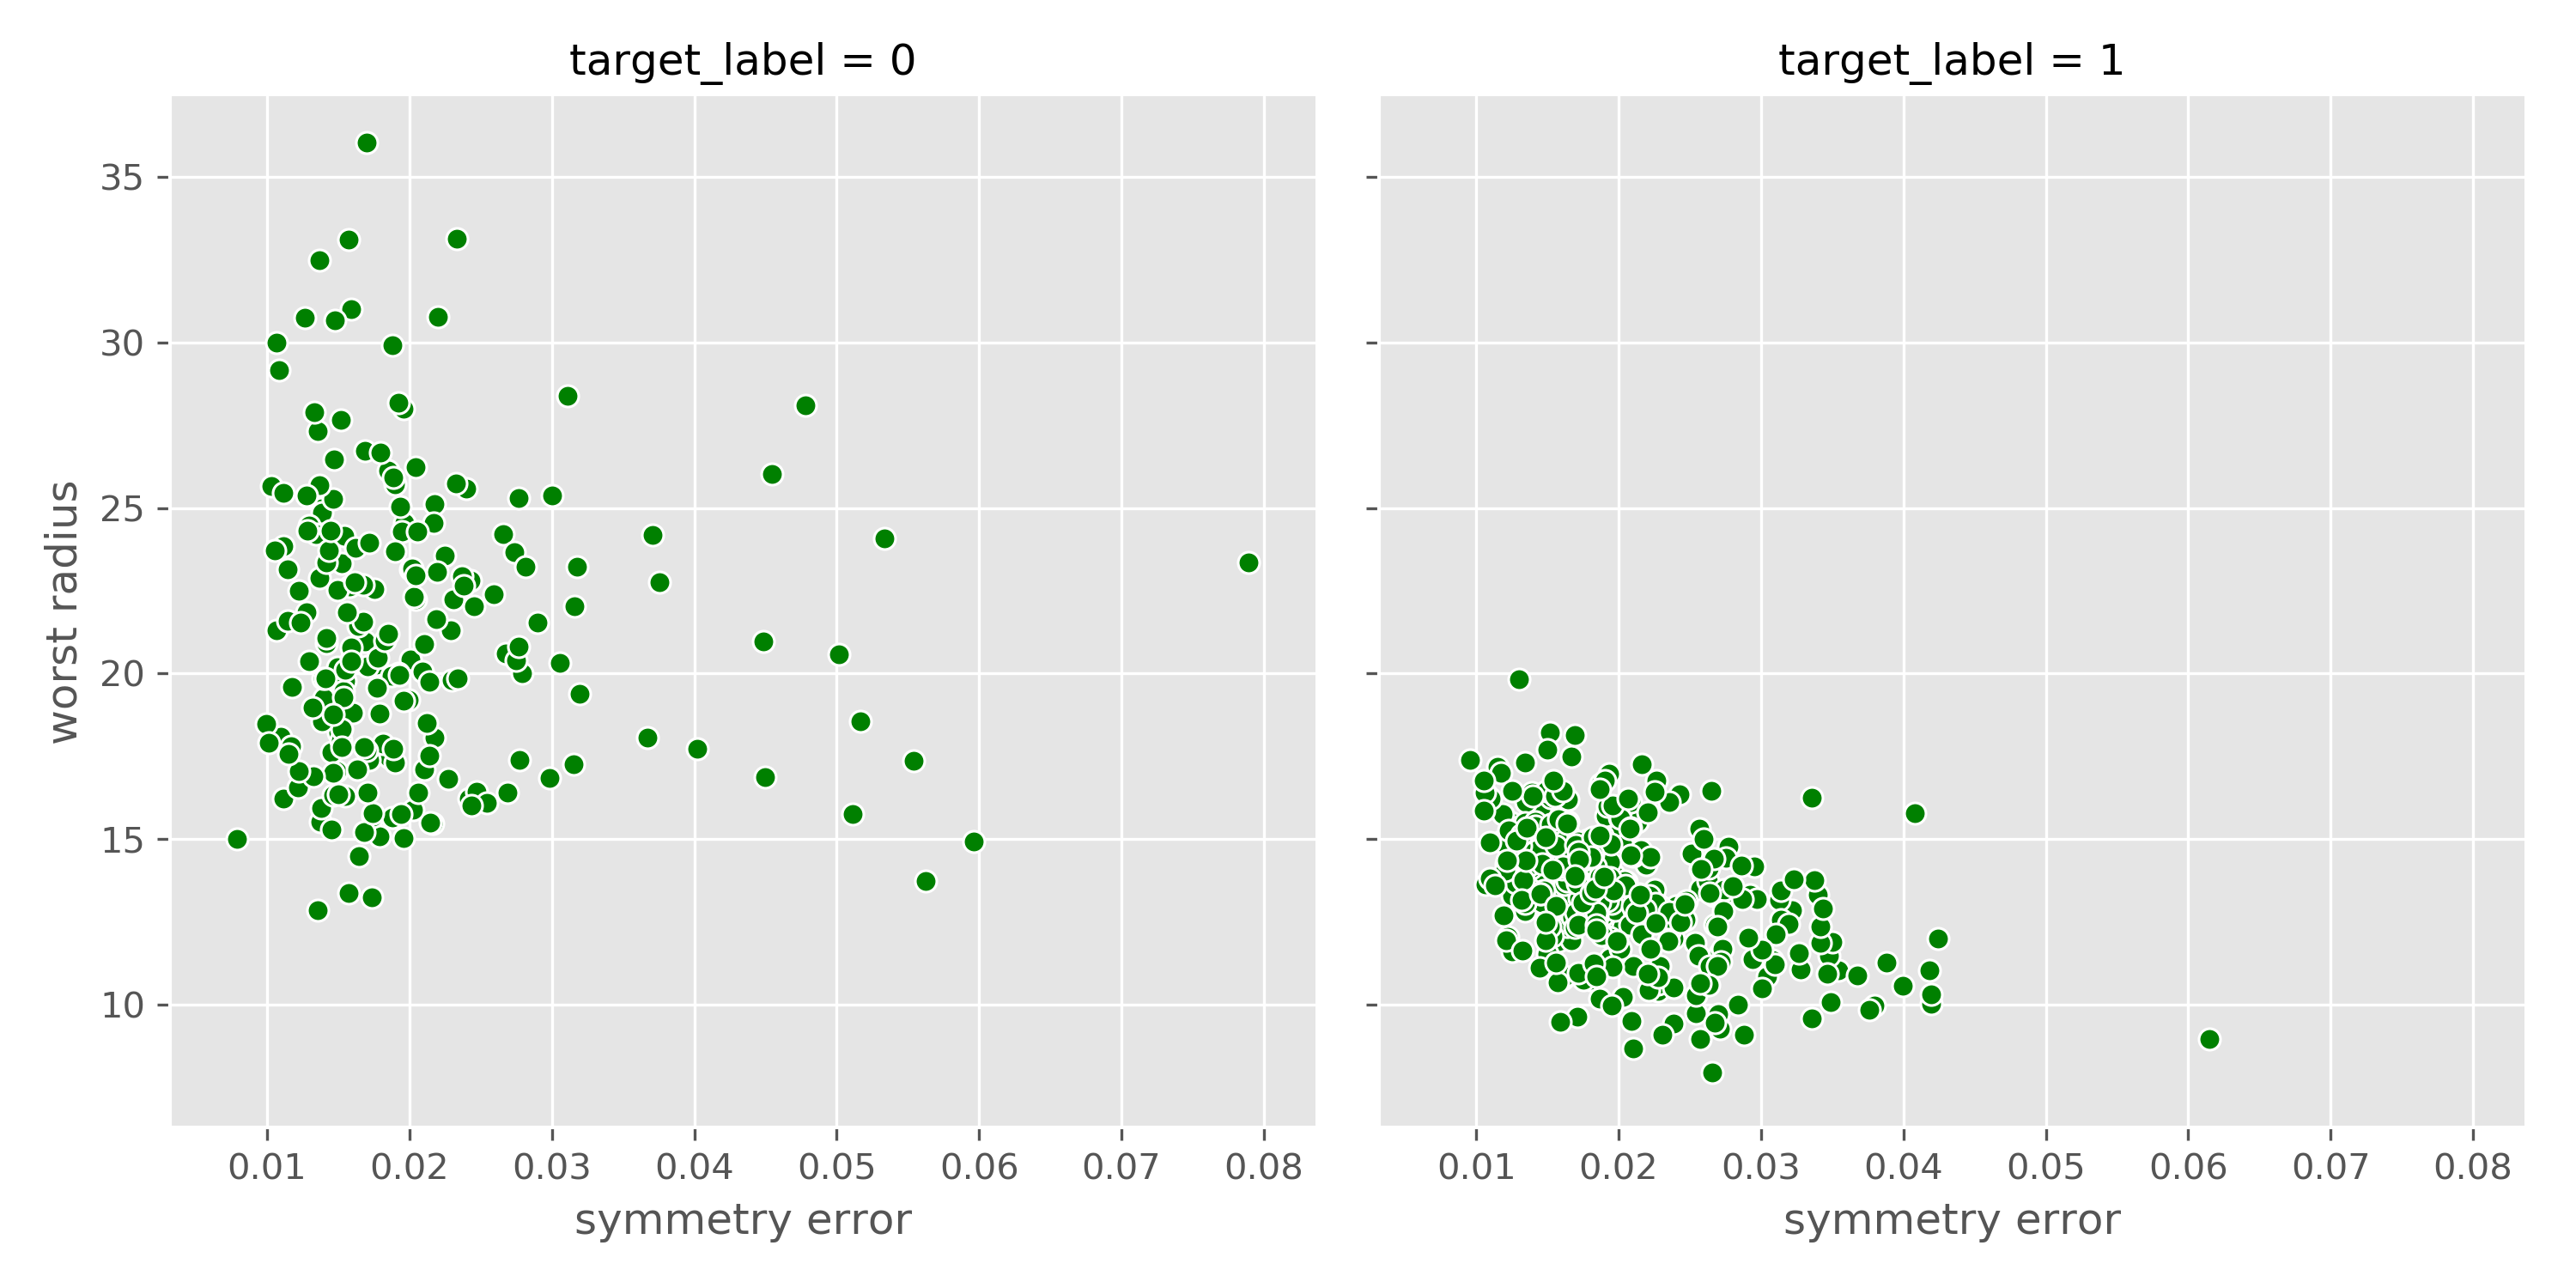 target_label = 0
target_label = 1
worst radius
35
30
25
20
15
10
0.01 0.02 0.03 0.04 0.05 0.06 0.07 0.08
0.01 0.02 0.03 0.04 0.05 0.06 0.07 0.08
symmetry error
symmetry error